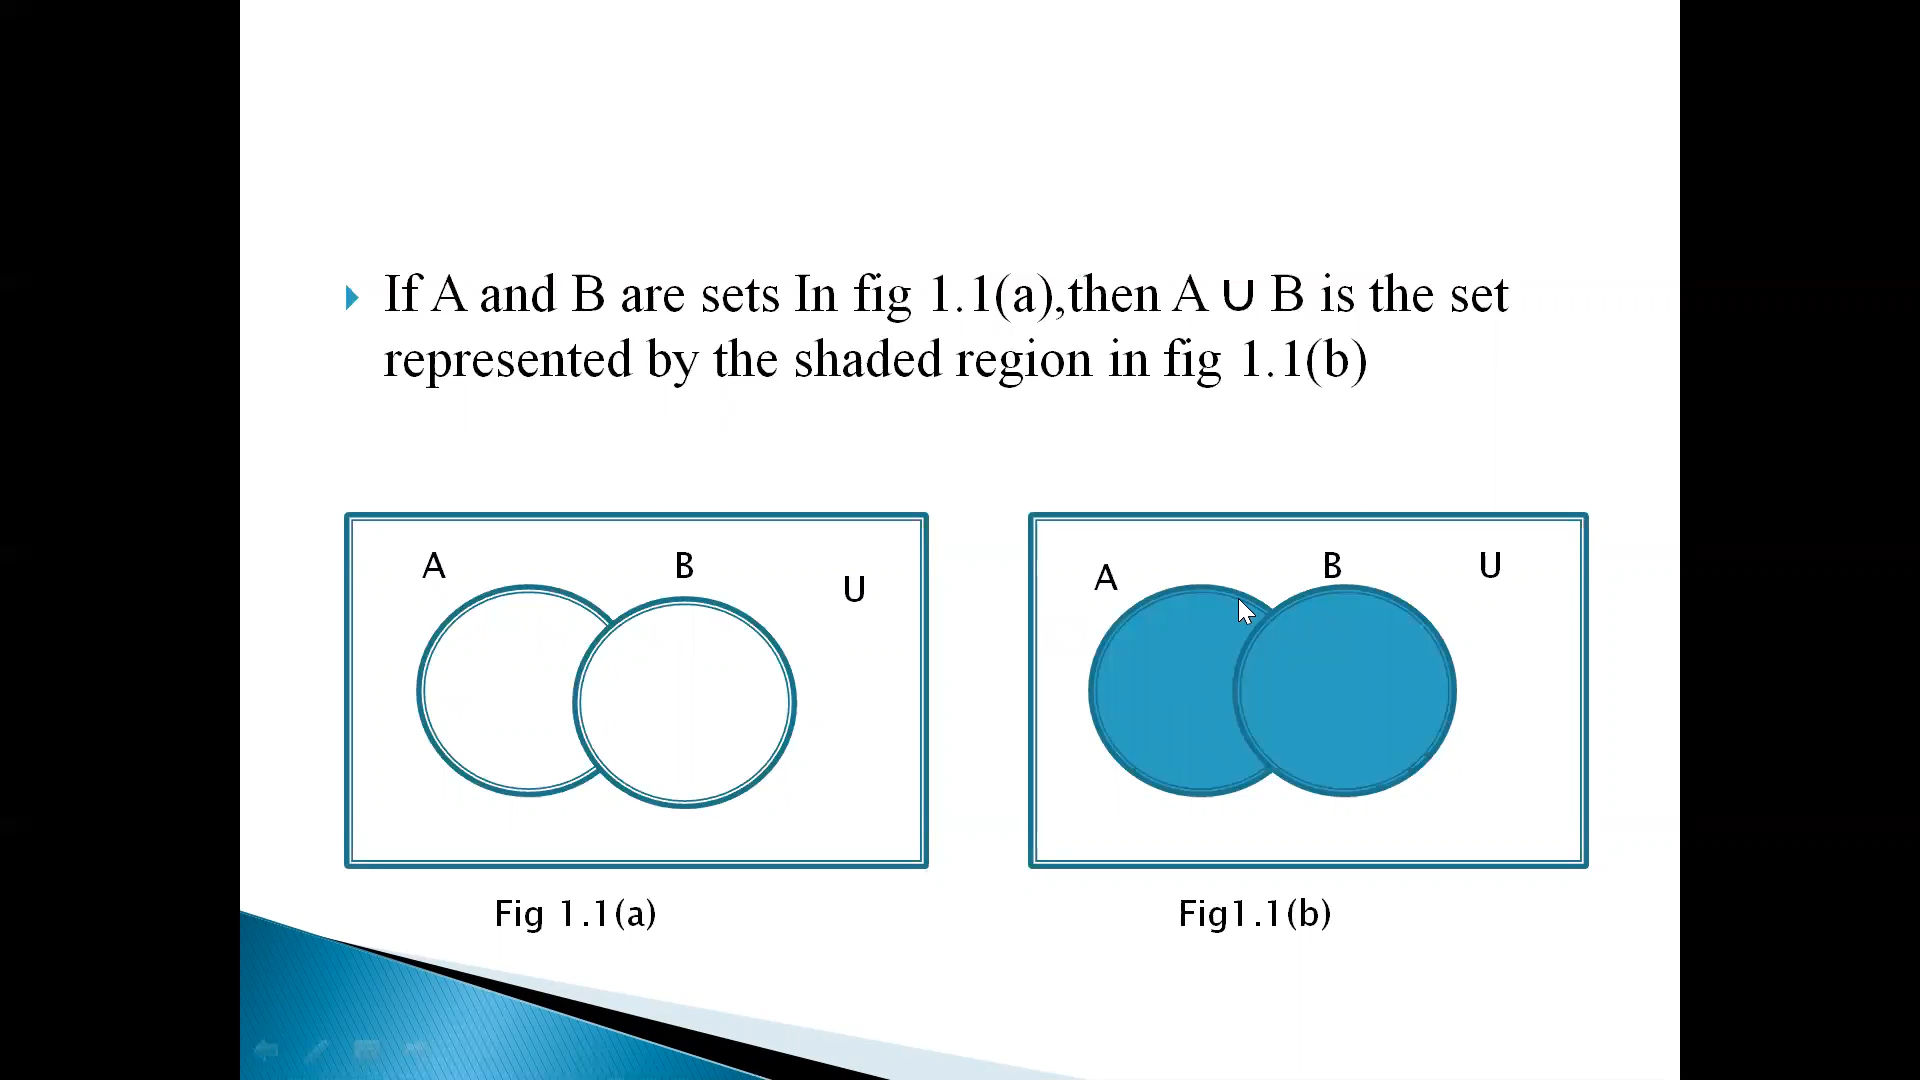 If A and B are sets In fig 1.1(a),then A ∪ B is the set
represented by the shaded region in fig 1.1(b)
A B U
A B U
Fig 1.1(a)
Fig1.1(b)